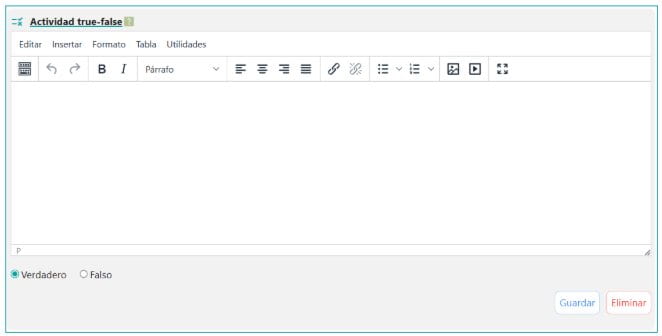 Actividad true-false ?
Editar Insertar Formato Tabla Utilidades
B I Párrafo
P
Verdadero Falso
Guardar Eliminar